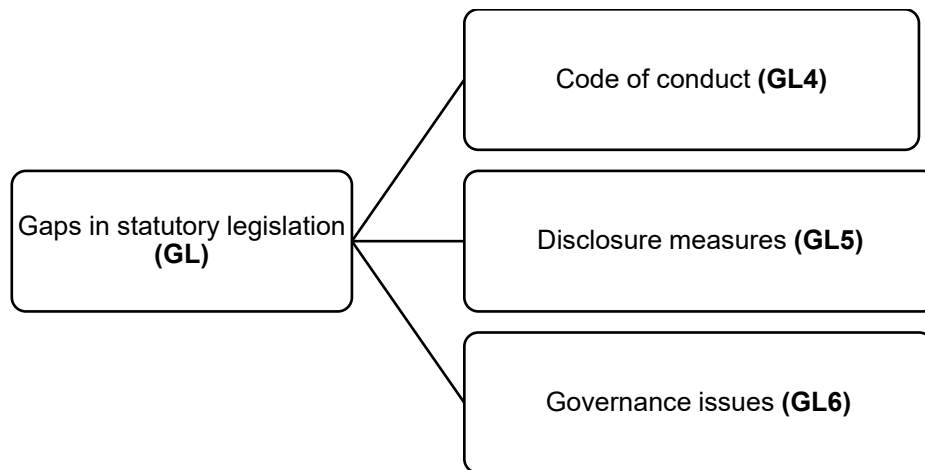 Code of conduct (GL4)
Gaps in statutory legislation
(GL)
Disclosure measures (GL5)
Governance issues (GL6)